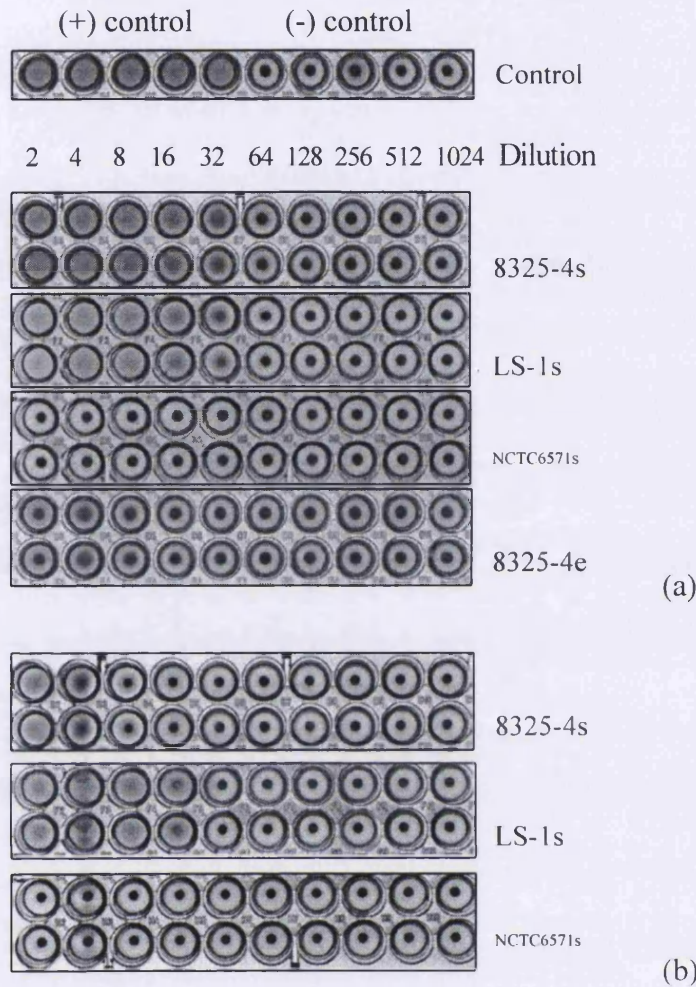 (+) control (-) control
Control
2 4 8 16 32 64 128 256 512 1024 Dilution
8325-4s
LS-1s
NCTC6571s
8325-4e
(a)
8325-4s
LS-1s
NCTC6571s
(b)